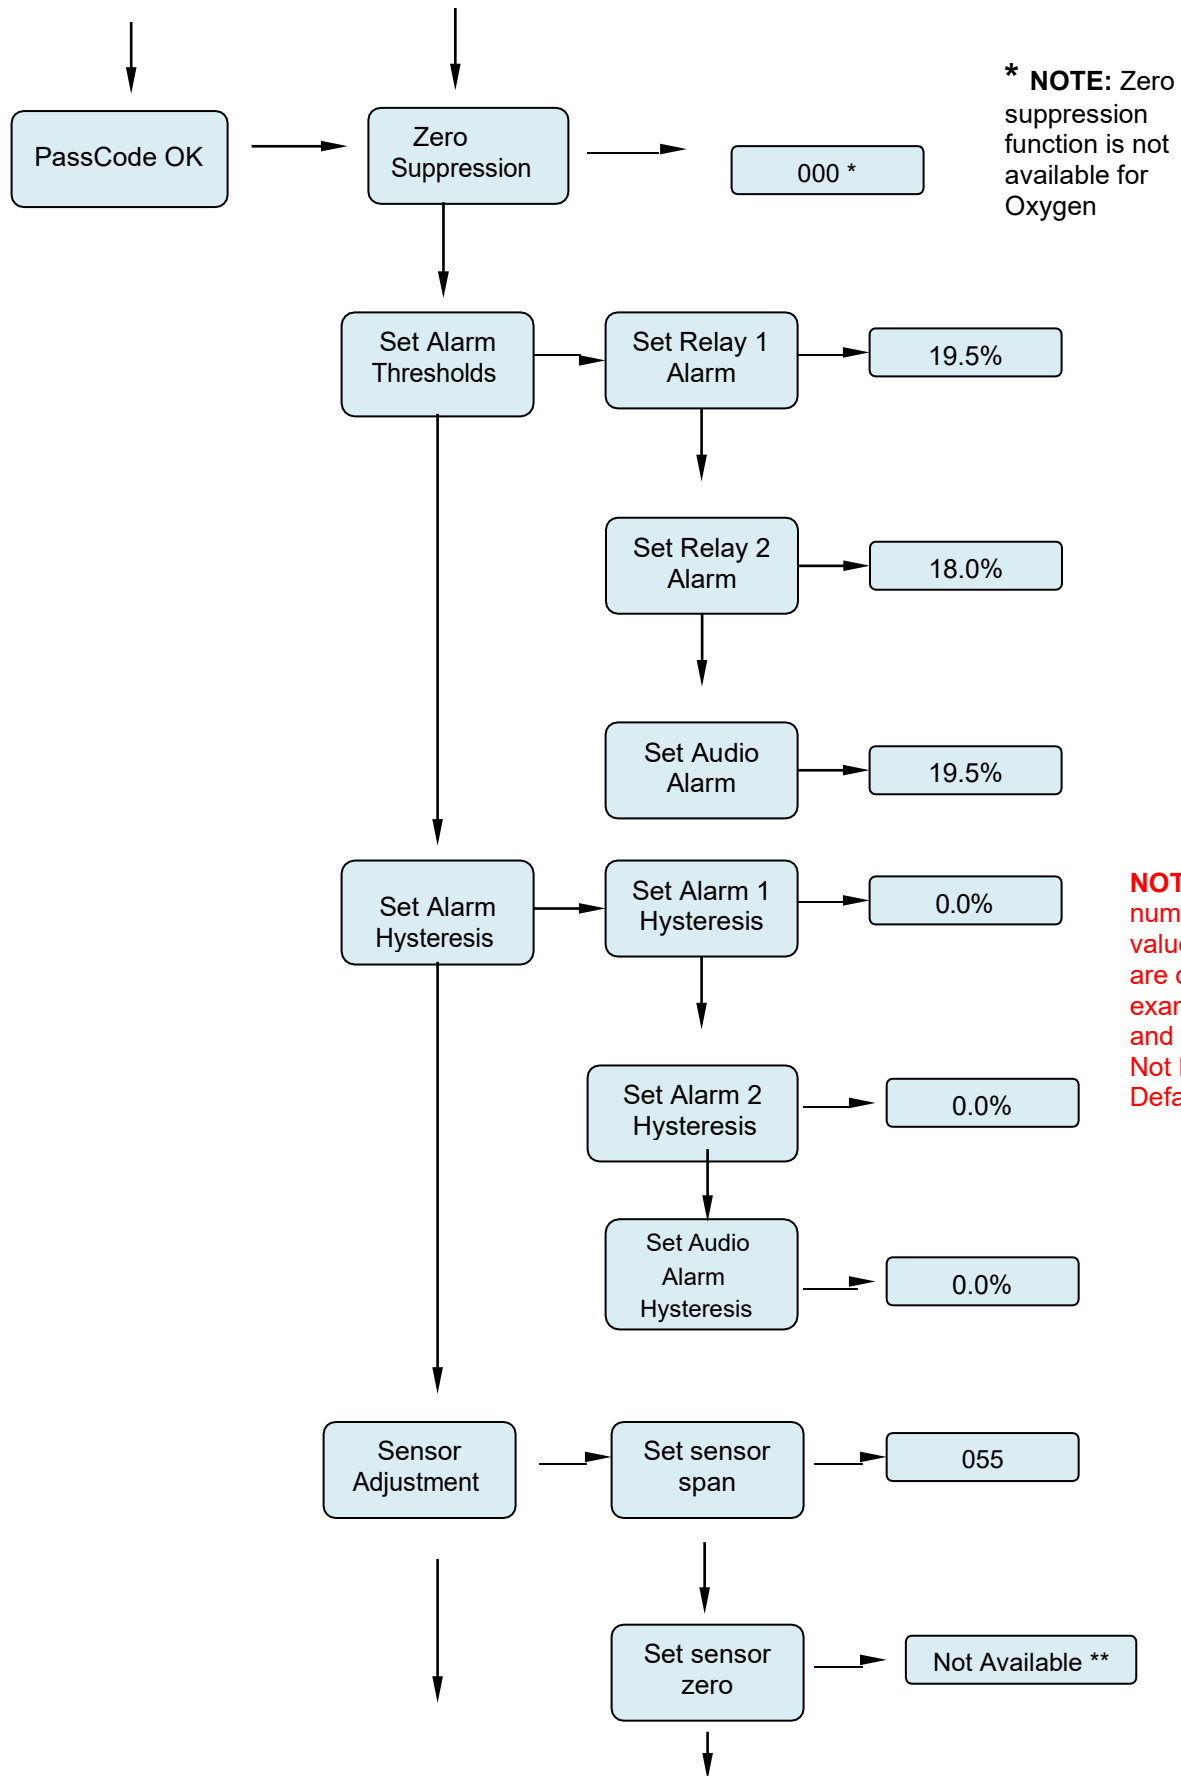 * NOTE: Zero
suppression
function is not
available for
Oxygen
PassCode OK
Zero
Suppression
000 *
Set Alarm
Thresholds
Set Relay 1
Alarm
19.5%
Set Relay 2
Alarm
18.0%
Set Audio
Alarm
19.5%
Set Alarm
Hysteresis
Set Alarm 1
Hysteresis
0.0%
and
Not
Set Alarm 2
Hysteresis
0.0%
Set Audio
Alarm
Hysteresis
0.0%
Sensor
Adjustment
Set sensor
span
055
Set sensor
zero
Not Available **